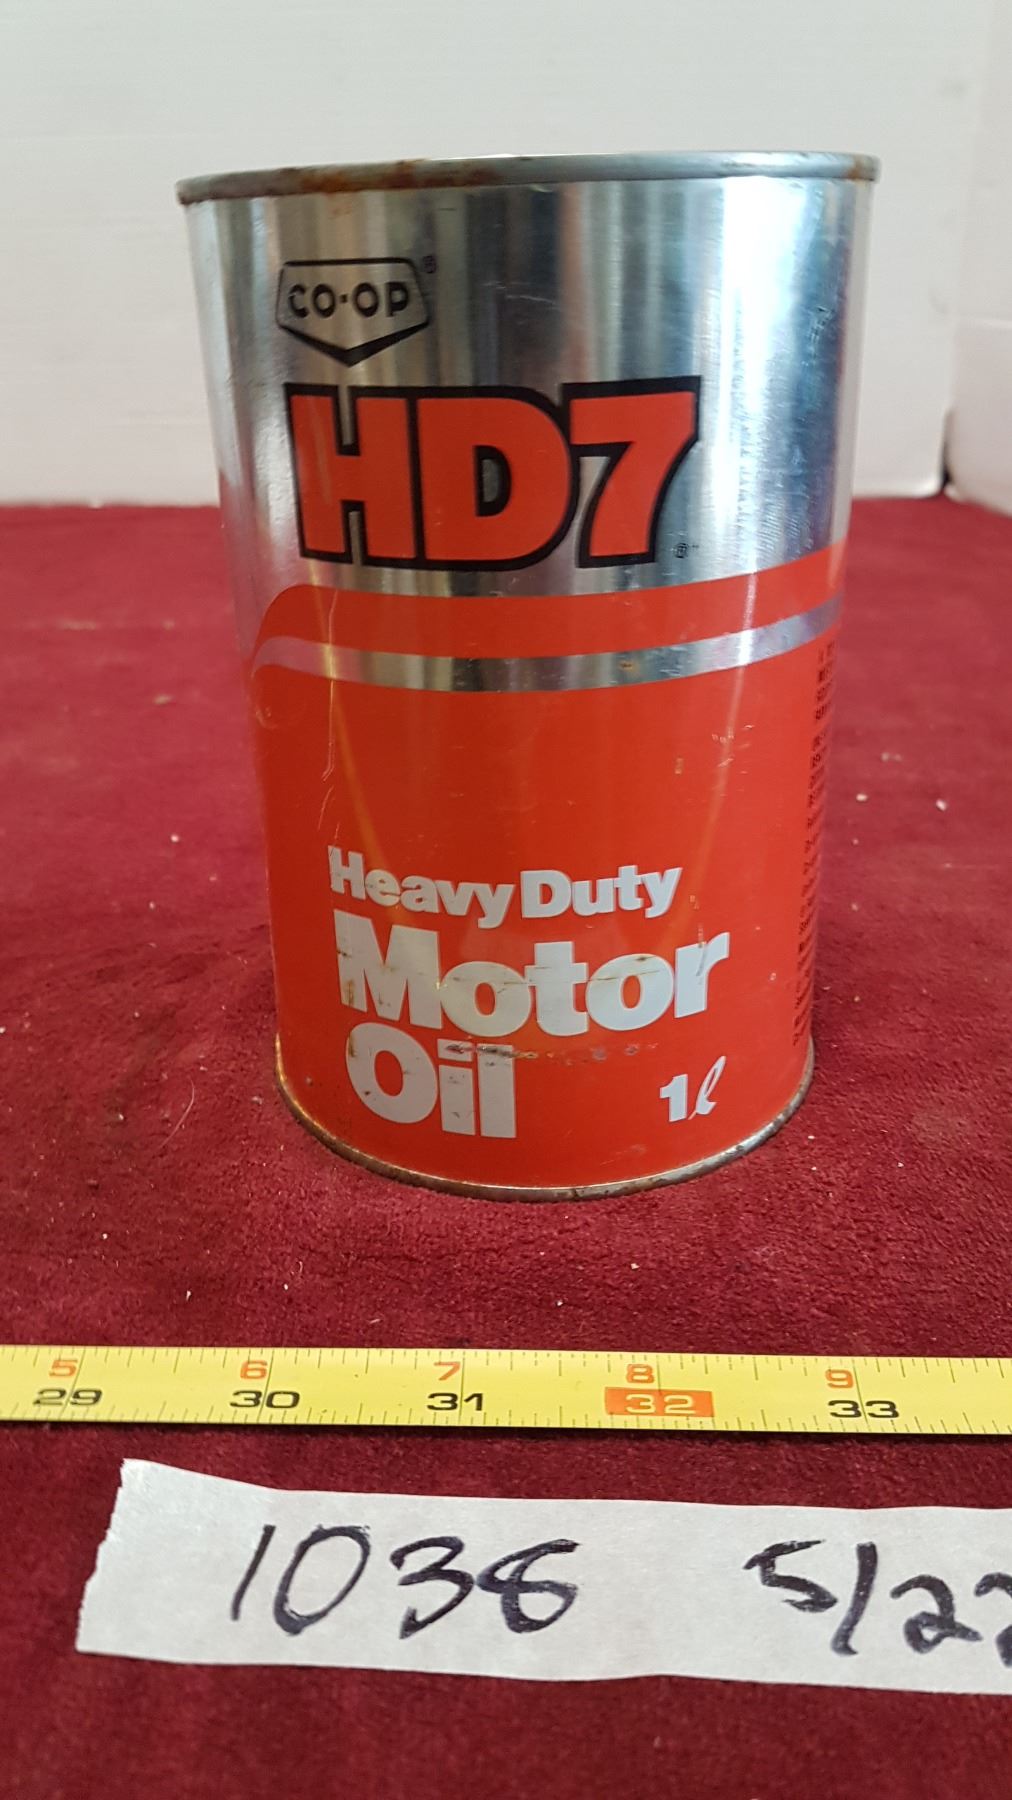 CO-OP®
HD7
Heavy Duty
Motor
Oil
1ℓ
5 6 7 8 9
29 30 31 32 33
1038 5/22